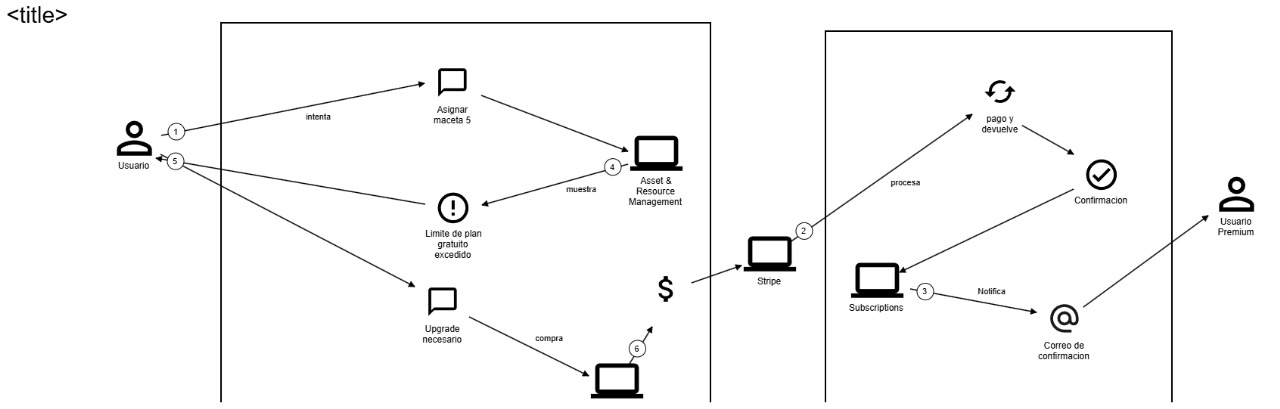 <title>
1
intenta
Asignar
maceta 5
Usuario
5
4
muestra
Asset &
Resource
Management
Limite de plan
gratuito
excedido
Upgrade
necesario
compra
6
$
Stripe
2
procesa
pago y
devuelve
Confirmacion
Subscriptions
3
Notifica
@
Correo de
confirmacion
Usuario
Premium